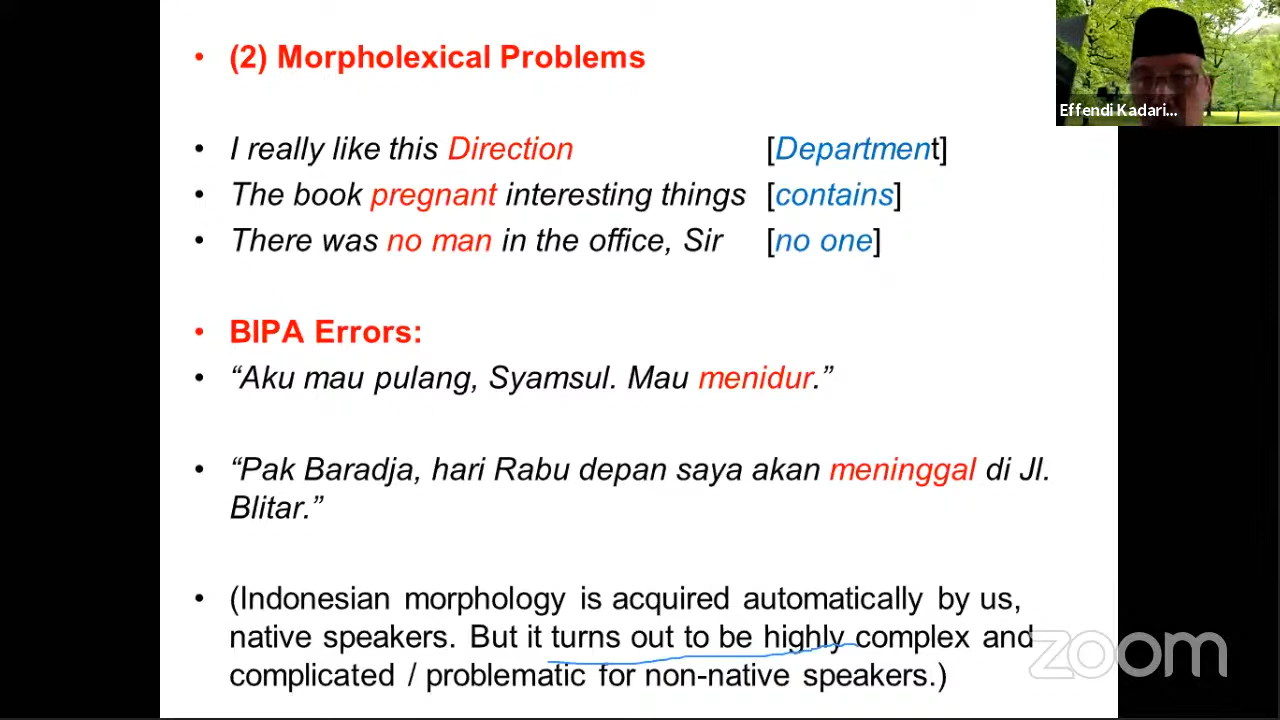 (2) Morpholexical Problems
Effendi Kadari...
I really like this Direction [Department]
The book pregnant interesting things [contains]
There was no man in the office, Sir [no one]
BIPA Errors:
“Aku mau pulang, Syamsul. Mau menidur.”
“Pak Baradja, hari Rabu depan saya akan meninggal di Jl.
Blitar.”
(Indonesian morphology is acquired automatically by us,
native speakers. But it turns out to be highly complex and
complicated / problematic for non-native speakers.)
zoom